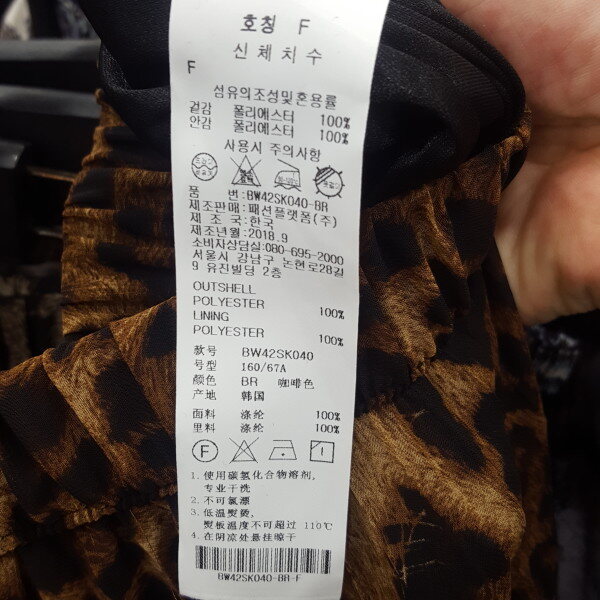 호칭 F
신체치수
F
섬유의조성및혼용률
겉감 폴리에스터 100%
안감 폴리에스터 100%
사용시 주의사항
품 번:BW42SK040-BR
제조판매:패션플랫폼(주)
제 조 국:한국
제조년월:2018.9
소비자상담실:080-695-2000
서울시 강남구 논현로28길
9 유진빌딩 2층
OUTSHELL
POLYESTER 100%
LINING
POLYESTER 100%
款号 BW42SK040
号型 160/67A
颜色 BR 咖啡色
产地 韩国
面料 涤纶 100%
里料 涤纶 100%
F
1. 使用碳氢化合物溶剂,
专业干洗
2. 不可氯漂
3. 低温熨烫,
熨板温度不可超过 110℃
4. 在阴凉处悬挂晾干
BW42SK040-BR-F